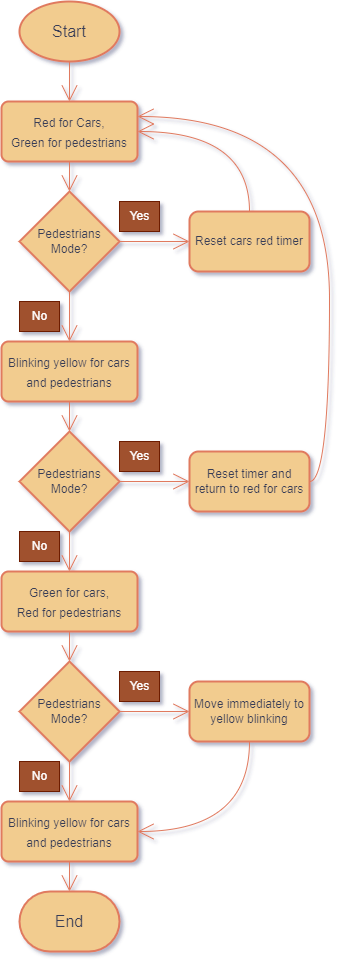 Start
Red for Cars,
Green for pedestrians
Pedestrians
Mode?
Yes
Reset cars red timer
No
Blinking yellow for cars
and pedestrians
Pedestrians
Mode?
Yes
Reset timer and
return to red for cars
No
Green for cars,
Red for pedestrians
Pedestrians
Mode?
Yes
Move immediately to
yellow blinking
No
Blinking yellow for cars
and pedestrians
End